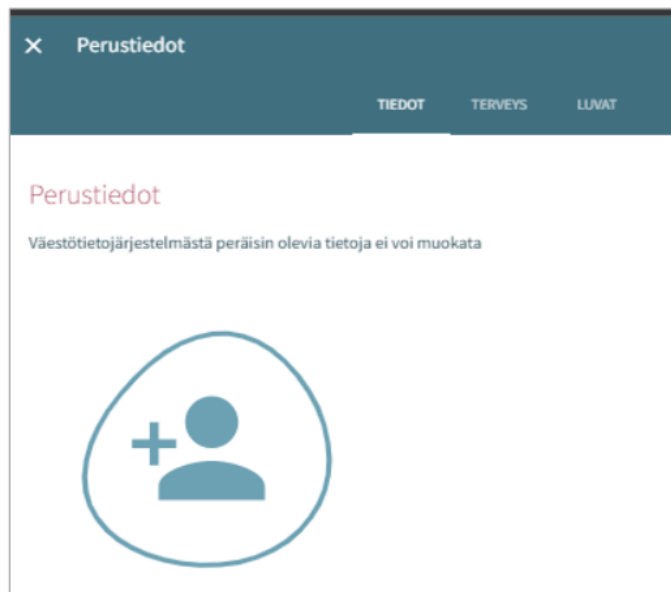 Perustiedot
TIEDOT TERVEYS LUVAT
Perustiedot
Väestötietojärjestelmästä peräisin olevia tietoja ei voi muokata